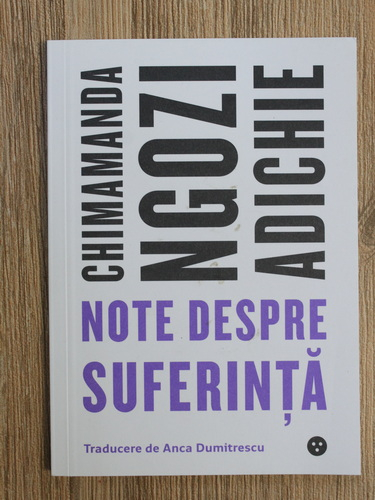 CHIMAMANDA
NGOZI
ADICHIE
NOTE DESPRE
SUFERINȚĂ
Traducere de Anca Dumitrescu